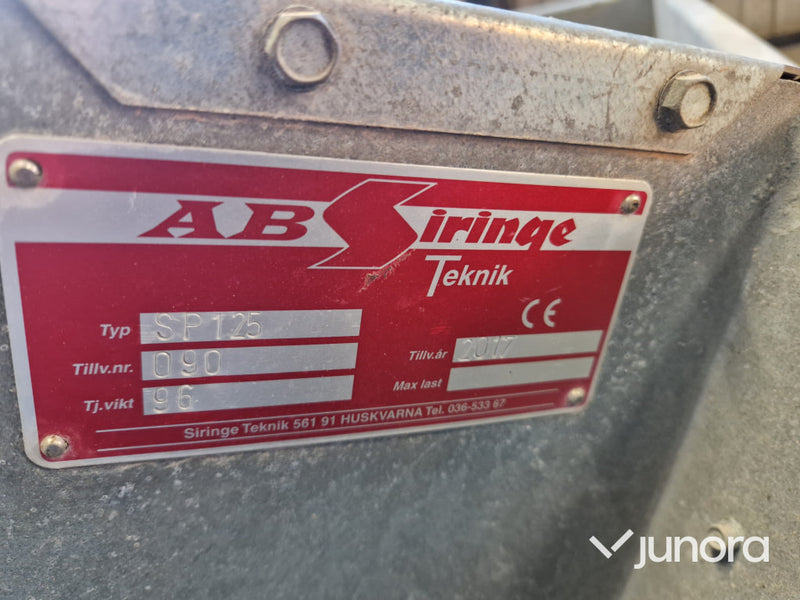 AB Siringe
Teknik
CE
Typ SP125
Tillv.nr. 090
Tillv.år 2017
Tj.vikt 96
Max last
Siringe Teknik 561 91 HUSKVARNA Tel. 036-533 67
junora